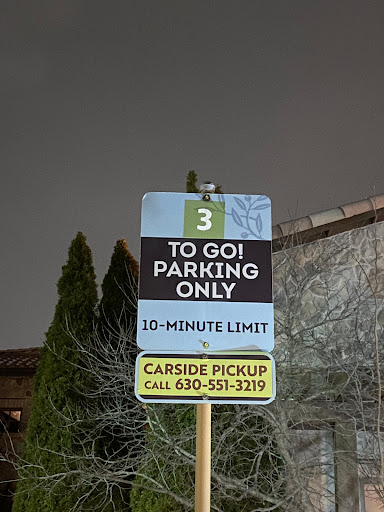 3
TO GO!
PARKING
ONLY
10-MINUTE LIMIT
CARSIDE PICKUP
CALL 630-551-3219